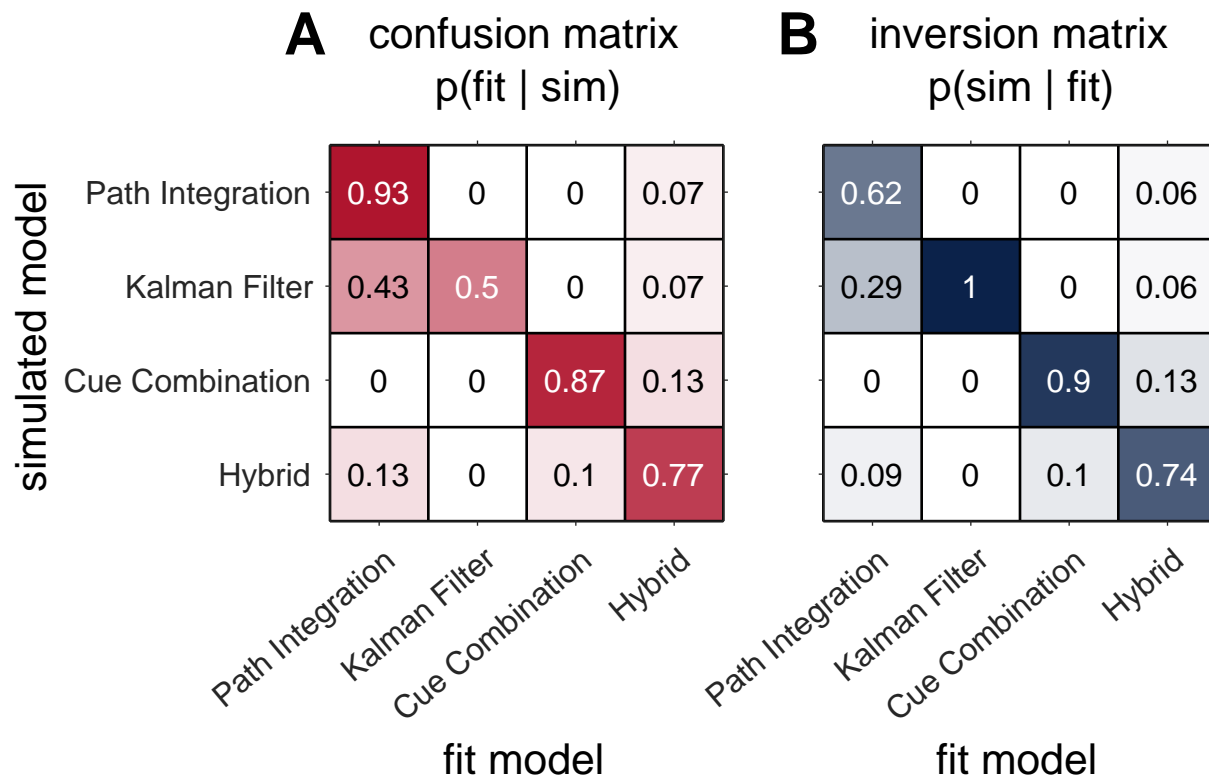 A confusion matrix
p(fit | sim)
B inversion matrix
p(sim | fit)
simulated model
Path Integration 0.93 0 0 0.07
Kalman Filter 0.43 0.5 0 0.07
Cue Combination 0 0 0.87 0.13
Hybrid 0.13 0 0.1 0.77
Path Integration
Kalman Filter
Cue Combination
Hybrid
fit model
0.62 0 0 0.06
0.29 1 0 0.06
0 0 0.9 0.13
0.09 0 0.1 0.74
Path Integration
Kalman Filter
Cue Combination
Hybrid
fit model